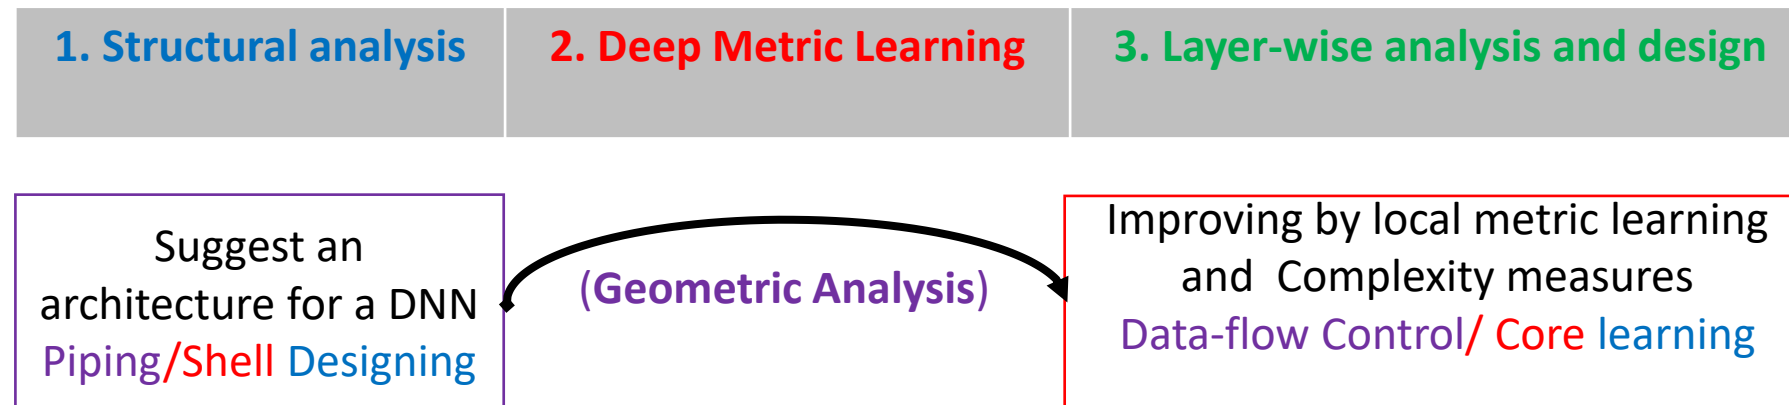 1. Structural analysis
2. Deep Metric Learning
3. Layer-wise analysis and design
Suggest an
architecture for a DNN
Piping/Shell Designing
(Geometric Analysis)
Improving by local metric learning
and Complexity measures
Data-flow Control/ Core learning